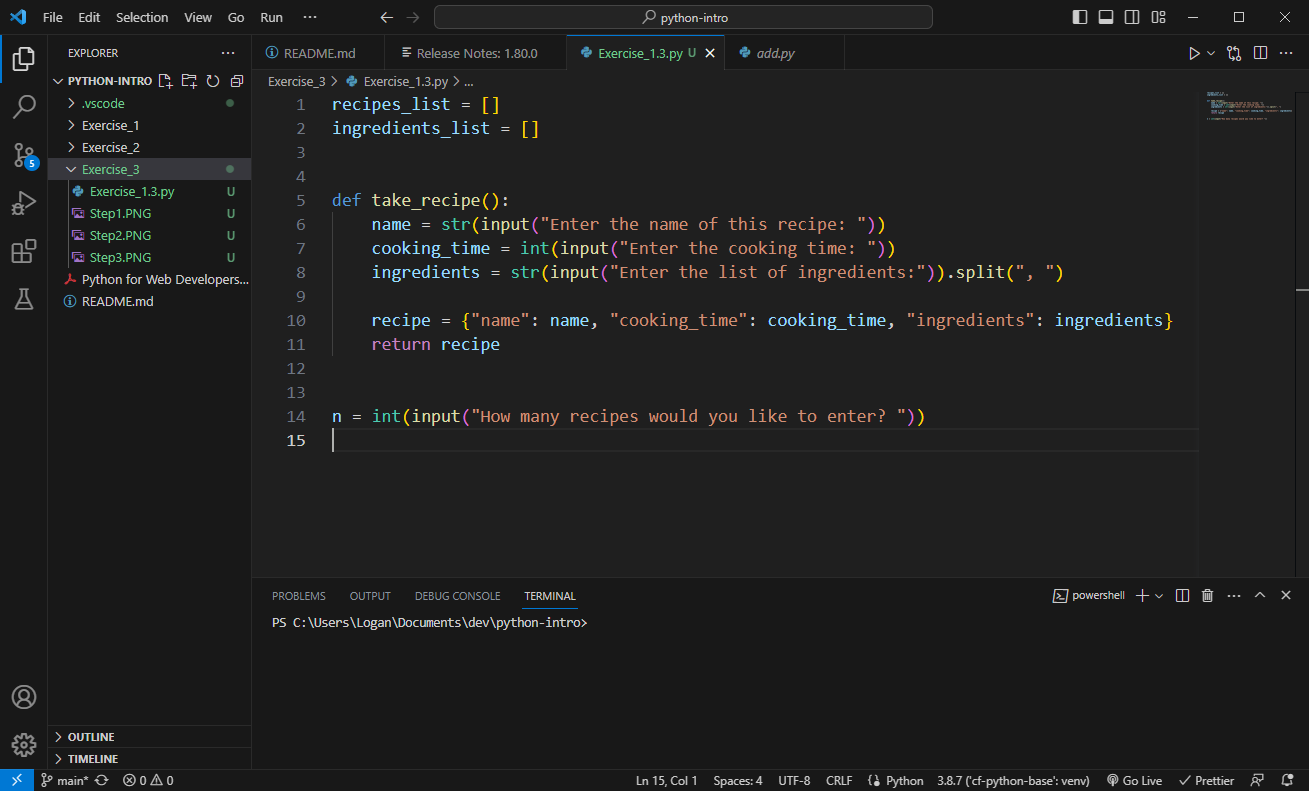 File Edit Selection View Go Run ··· python-intro
EXPLORER ···
PYTHON-INTRO
.vscode
Exercise_1
Exercise_2
Exercise_3
Exercise_1.3.py U
Step1.PNG U
Step2.PNG U
Step3.PNG U
Python for Web Developers...
README.md
OUTLINE
TIMELINE
README.md Release Notes: 1.80.0 Exercise_1.3.py U add.py
Exercise_3 > Exercise_1.3.py > ...
1 recipes_list = []
2 ingredients_list = []
3
4
5 def take_recipe():
6 name = str(input("Enter the name of this recipe: "))
7 cooking_time = int(input("Enter the cooking time: "))
8 ingredients = str(input("Enter the list of ingredients:")).split(", ")
9
10 recipe = {"name": name, "cooking_time": cooking_time, "ingredients": ingredients}
11 return recipe
12
13
14 n = int(input("How many recipes would you like to enter? "))
15
PROBLEMS OUTPUT DEBUG CONSOLE TERMINAL powershell
PS C:\Users\Logan\Documents\dev\python-intro>
5
main* 0 0 Ln 15, Col 1 Spaces: 4 UTF-8 CRLF Python 3.8.7 ('cf-python-base': venv) Go Live Prettier